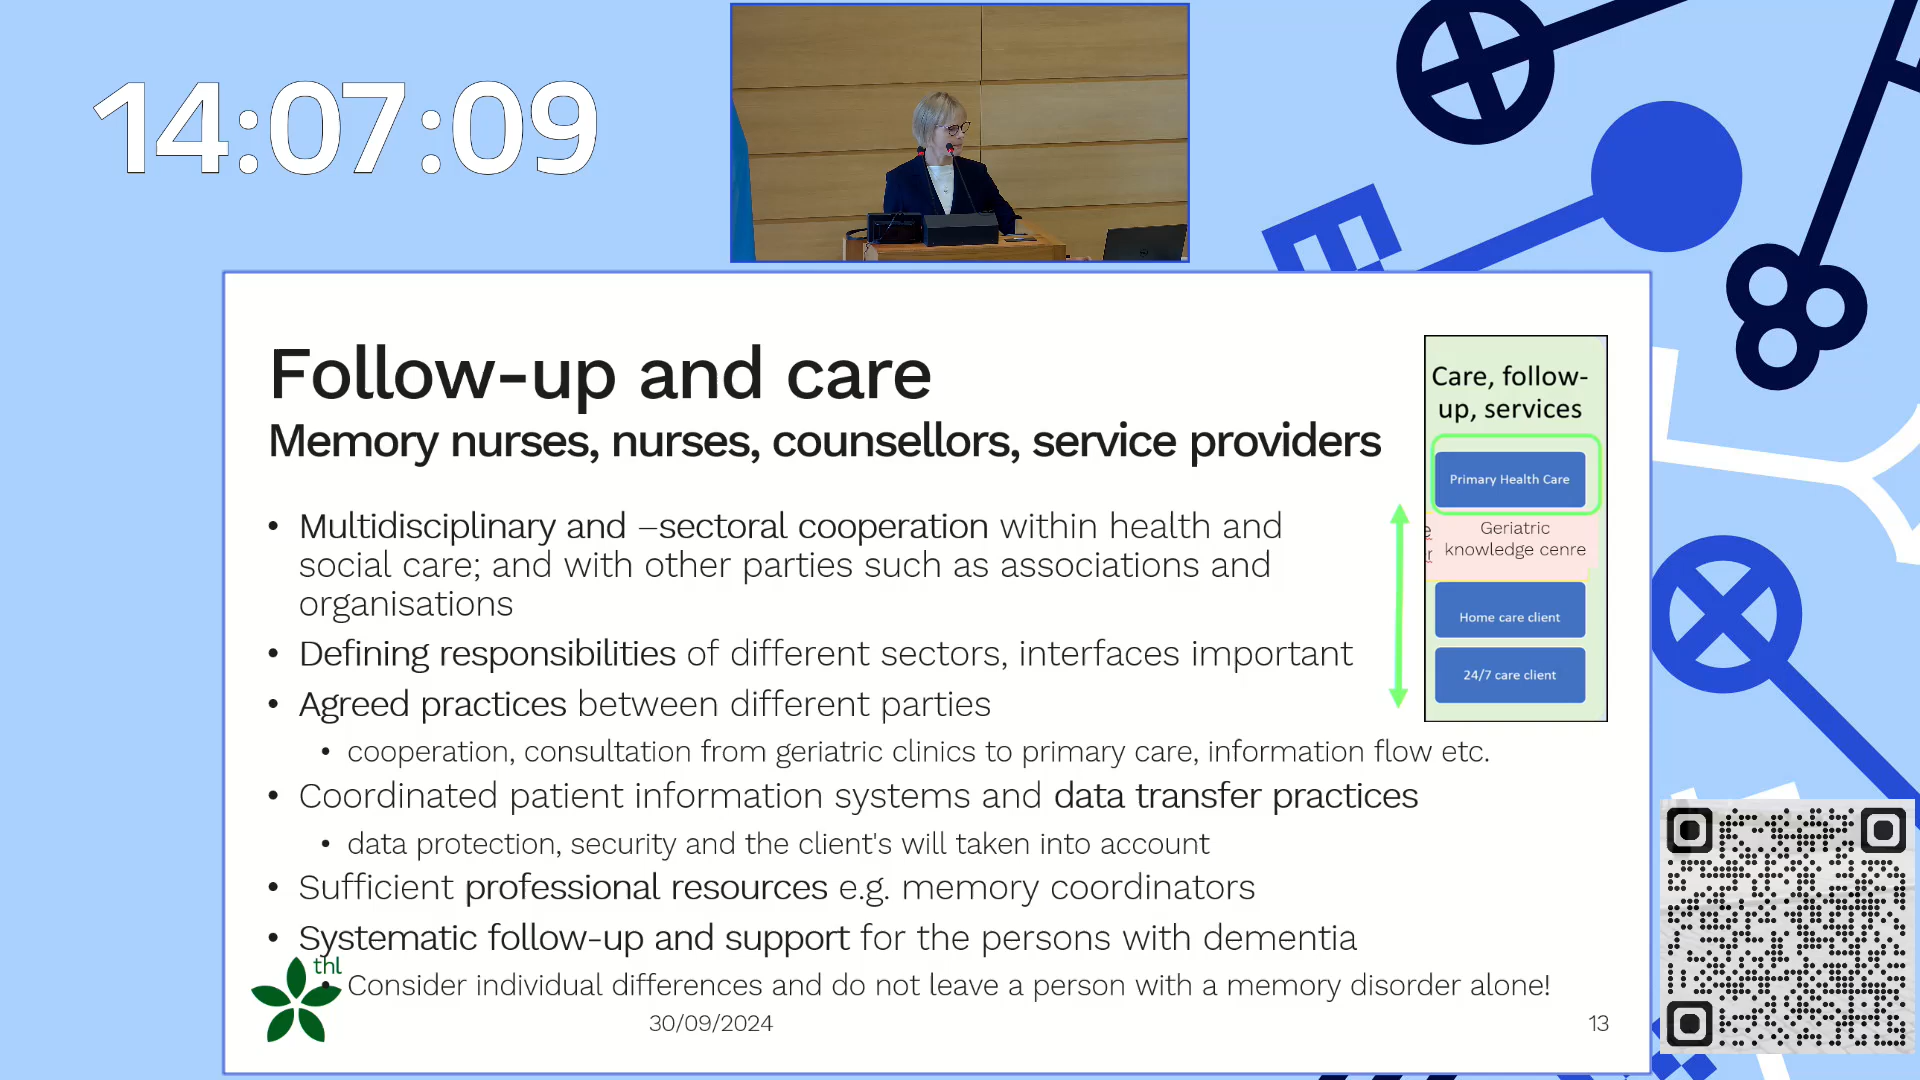 14:07:09
Follow-up and care
Memory nurses, nurses, counsellors, service providers
• Multidisciplinary and –sectoral cooperation within health and
social care; and with other parties such as associations and
organisations
• Defining responsibilities of different sectors, interfaces important
• Agreed practices between different parties
• cooperation, consultation from geriatric clinics to primary care, information flow etc.
• Coordinated patient information systems and data transfer practices
• data protection, security and the client's will taken into account
• Sufficient professional resources e.g. memory coordinators
• Systematic follow-up and support for the persons with dementia
• Consider individual differences and do not leave a person with a memory disorder alone!
Care, follow-
up, services
Primary Health Care
Geriatric
knowledge cenre
Home care client
24/7 care client
thl
30/09/2024
13